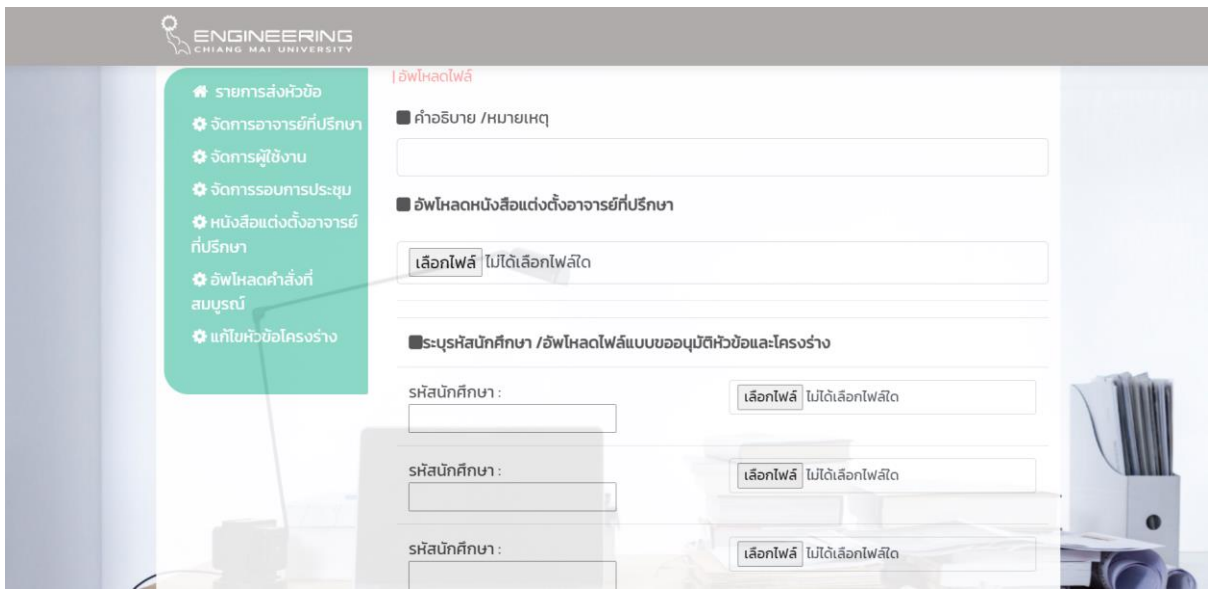 ENGINEERING
CHIANG MAI UNIVERSITY
รายการส่งหัวข้อ
จัดการอาจารย์ที่ปรึกษา
จัดการผู้ใช้งาน
จัดการรอบการประชุม
หนังสือแต่งตั้งอาจารย์
ที่ปรึกษา
อัพโหลดคำสั่งที่
สมบูรณ์
แก้ไขหัวข้อโครงร่าง
| อัพโหลดไฟล์
คำอธิบาย /หมายเหตุ
อัพโหลดหนังสือแต่งตั้งอาจารย์ที่ปรึกษา
เลือกไฟล์ ไม่ได้เลือกไฟล์ใด
ระบุรหัสนักศึกษา /อัพโหลดไฟล์แบบขออนุมัติหัวข้อและโครงร่าง
รหัสนักศึกษา : เลือกไฟล์ ไม่ได้เลือกไฟล์ใด
รหัสนักศึกษา : เลือกไฟล์ ไม่ได้เลือกไฟล์ใด
รหัสนักศึกษา : เลือกไฟล์ ไม่ได้เลือกไฟล์ใด